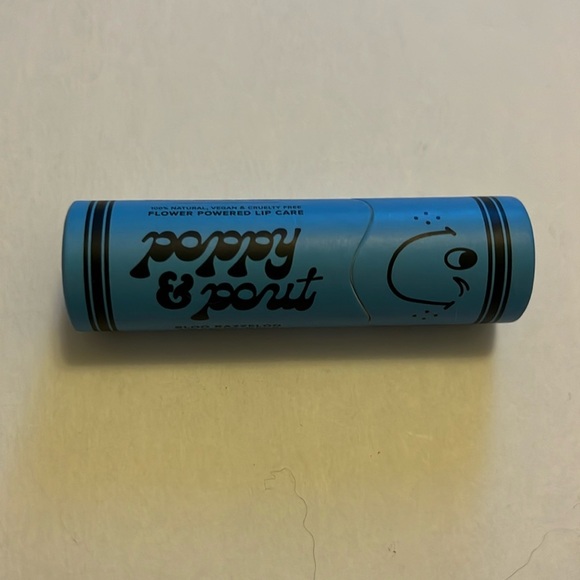 100% NATURAL, VEGAN & CRUELTY FREE
FLOWER POWERED LIP CARE
poppy
& pout